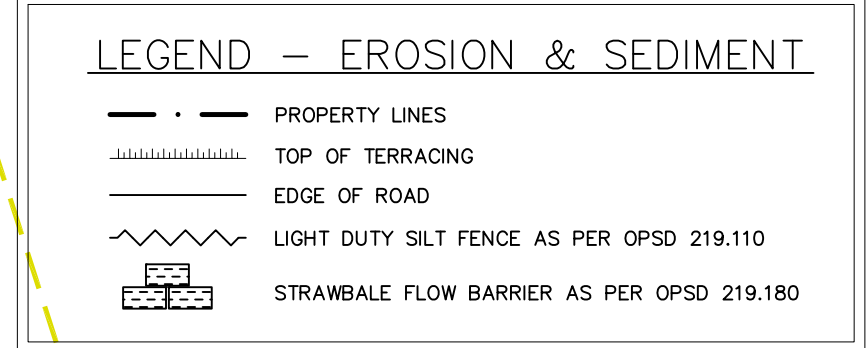 LEGEND – EROSION & SEDIMENT
PROPERTY LINES
TOP OF TERRACING
EDGE OF ROAD
LIGHT DUTY SILT FENCE AS PER OPSD 219.110
STRAWBALE FLOW BARRIER AS PER OPSD 219.180